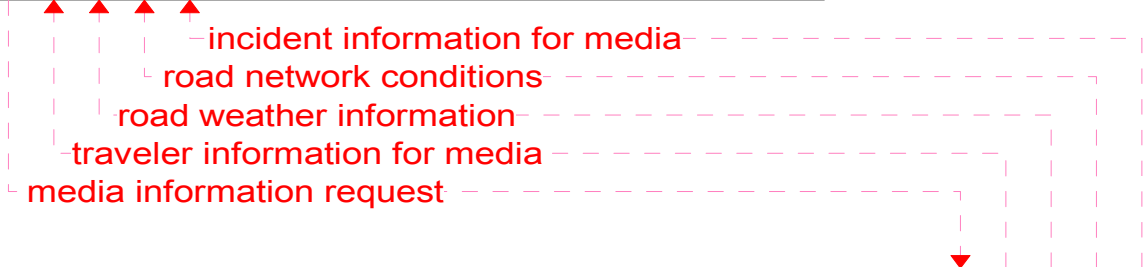 incident information for media
road network conditions
road weather information
traveler information for media
media information request